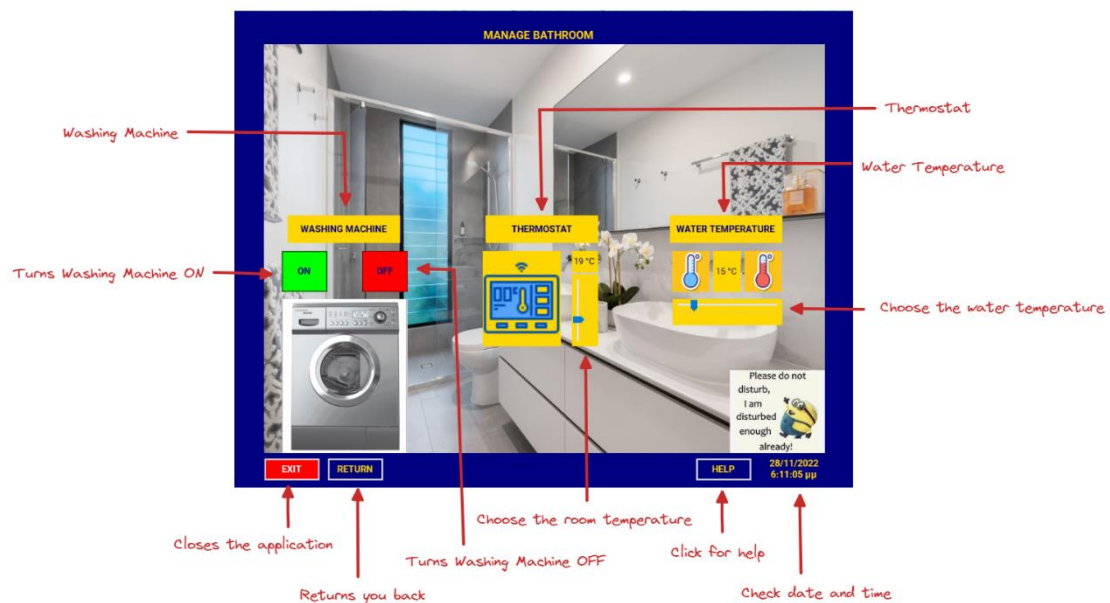 MANAGE BATHROOM
Thermostat
Washing Machine
Water Temperature
WASHING MACHINE
THERMOSTAT
WATER TEMPERATURE
Turns Washing Machine ON
ON
OFF
19 °C
15 °C
00°
Choose the water temperature
Please do not
disturb,
I am
disturbed
enough
already!
EXIT
RETURN
HELP
28/11/2022
6:11:05 μμ
Choose the room temperature
Closes the application
Turns Washing Machine OFF
Click for help
Returns you back
Check date and time